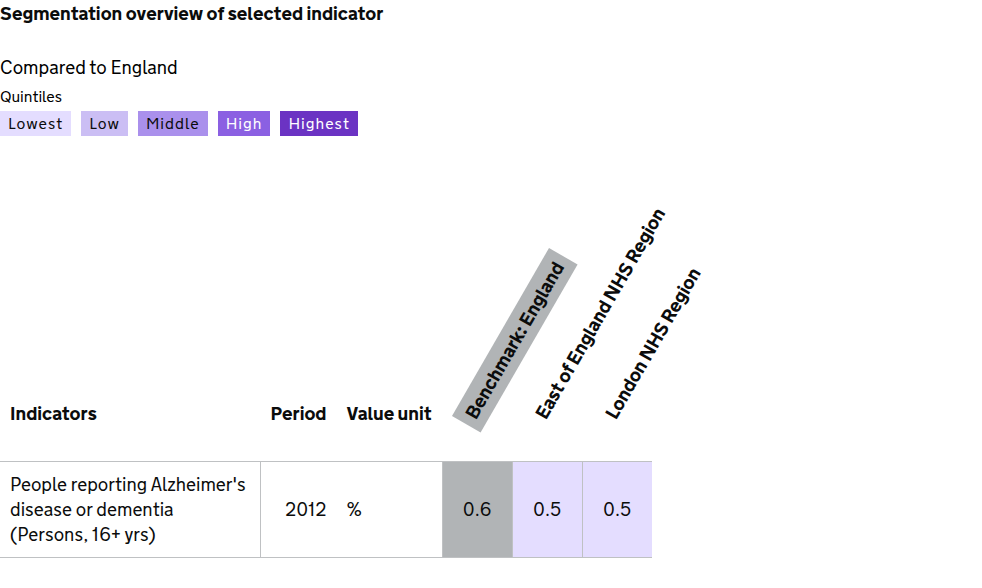 Segmentation overview of selected indicator
Compared to England
Quintiles
Lowest Low Middle High Highest
Indicators Period Value unit Benchmark: England East of England NHS Region London NHS Region
People reporting Alzheimer's
disease or dementia
(Persons, 16+ yrs)
2012 % 0.6 0.5 0.5